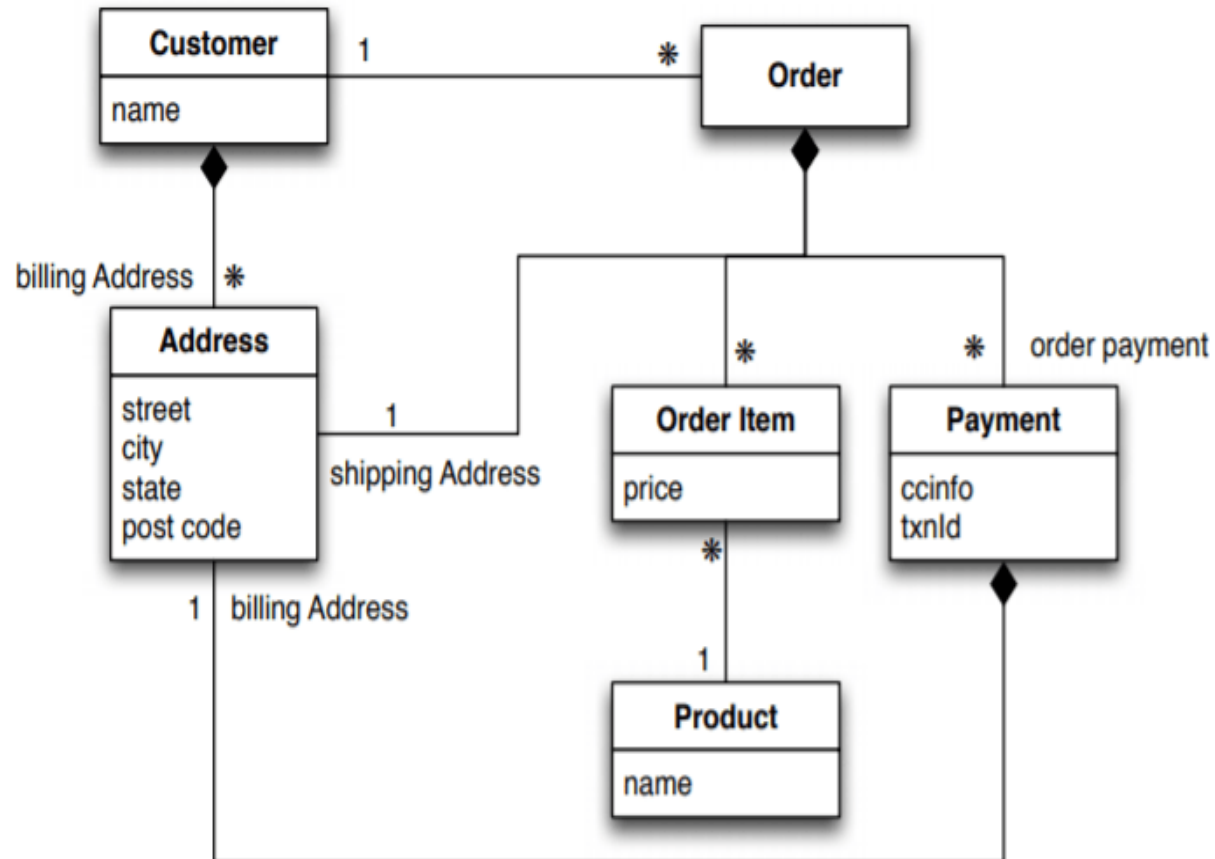 Customer
name
1
*
Order
billing Address *
Address
street
city
state
post code
1
shipping Address
*
Order Item
price
* order payment
Payment
ccinfo
txnId
*
1
Product
name
1 billing Address